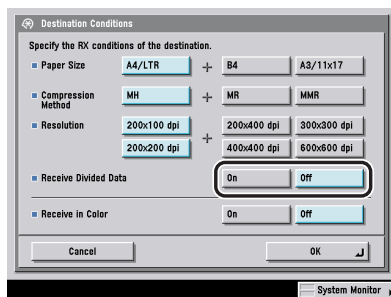 Destination Conditions
Specify the RX conditions of the destination.
Paper Size A4/LTR + B4 A3/11x17
Compression Method MH + MR MMR
Resolution 200x100 dpi + 200x400 dpi 300x300 dpi
200x200 dpi 400x400 dpi 600x600 dpi
Receive Divided Data On Off
Receive in Color On Off
Cancel OK
System Monitor